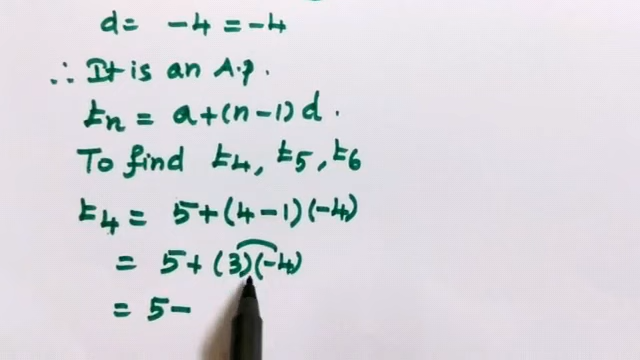 d = -4 = -4
∴ It is an A.p.
tn = a+(n-1)d.
To find t4, t5, t6
t4 = 5+(4-1)(-4)
= 5+(3)(-4)
= 5-